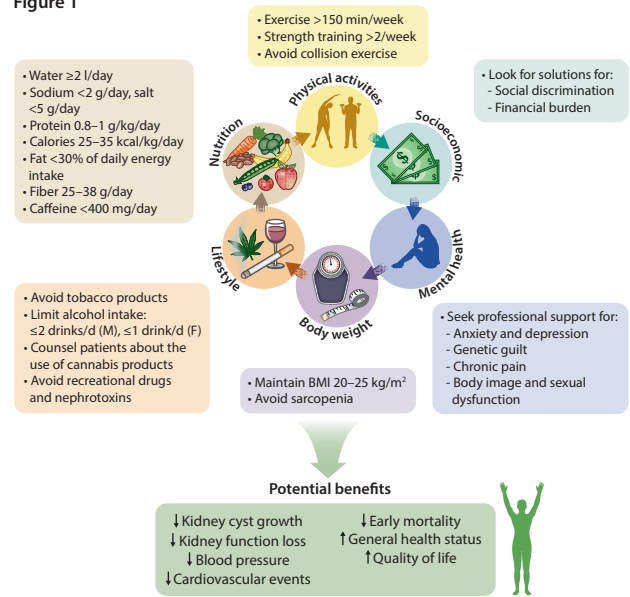 Figure 1
• Exercise >150 min/week
• Strength training >2/week
• Avoid collision exercise
• Water ≥2 l/day
• Sodium <2 g/day, salt
<5 g/day
• Protein 0.8–1 g/kg/day
• Calories 25–35 kcal/kg/day
• Fat <30% of daily energy
intake
• Fiber 25–38 g/day
• Caffeine <400 mg/day
• Look for solutions for:
- Social discrimination
- Financial burden
Physical activities
Nutrition
Socioeconomic
Lifestyle
Mental health
Body weight
• Avoid tobacco products
• Limit alcohol intake:
≤2 drinks/d (M), ≤1 drink/d (F)
• Counsel patients about the
use of cannabis products
• Avoid recreational drugs
and nephrotoxins
• Maintain BMI 20–25 kg/m²
• Avoid sarcopenia
• Seek professional support for:
- Anxiety and depression
- Genetic guilt
- Chronic pain
- Body image and sexual
dysfunction
Potential benefits
↓Kidney cyst growth
↓Kidney function loss
↓Blood pressure
↓Cardiovascular events
↓Early mortality
↑General health status
↑Quality of life